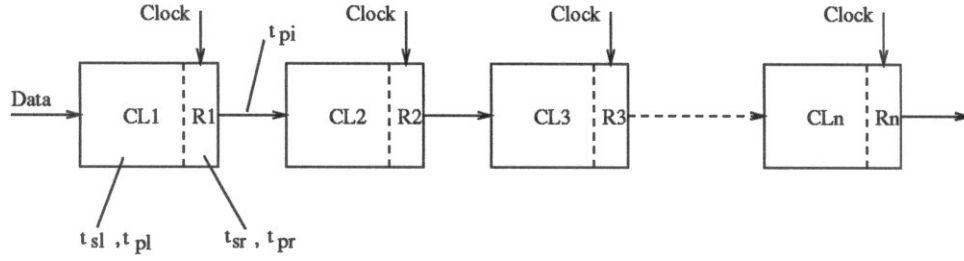 Clock Clock Clock Clock
t pi
Data
CL1 R1 CL2 R2 CL3 R3 CLn Rn
t sl , t pl t sr , t pr